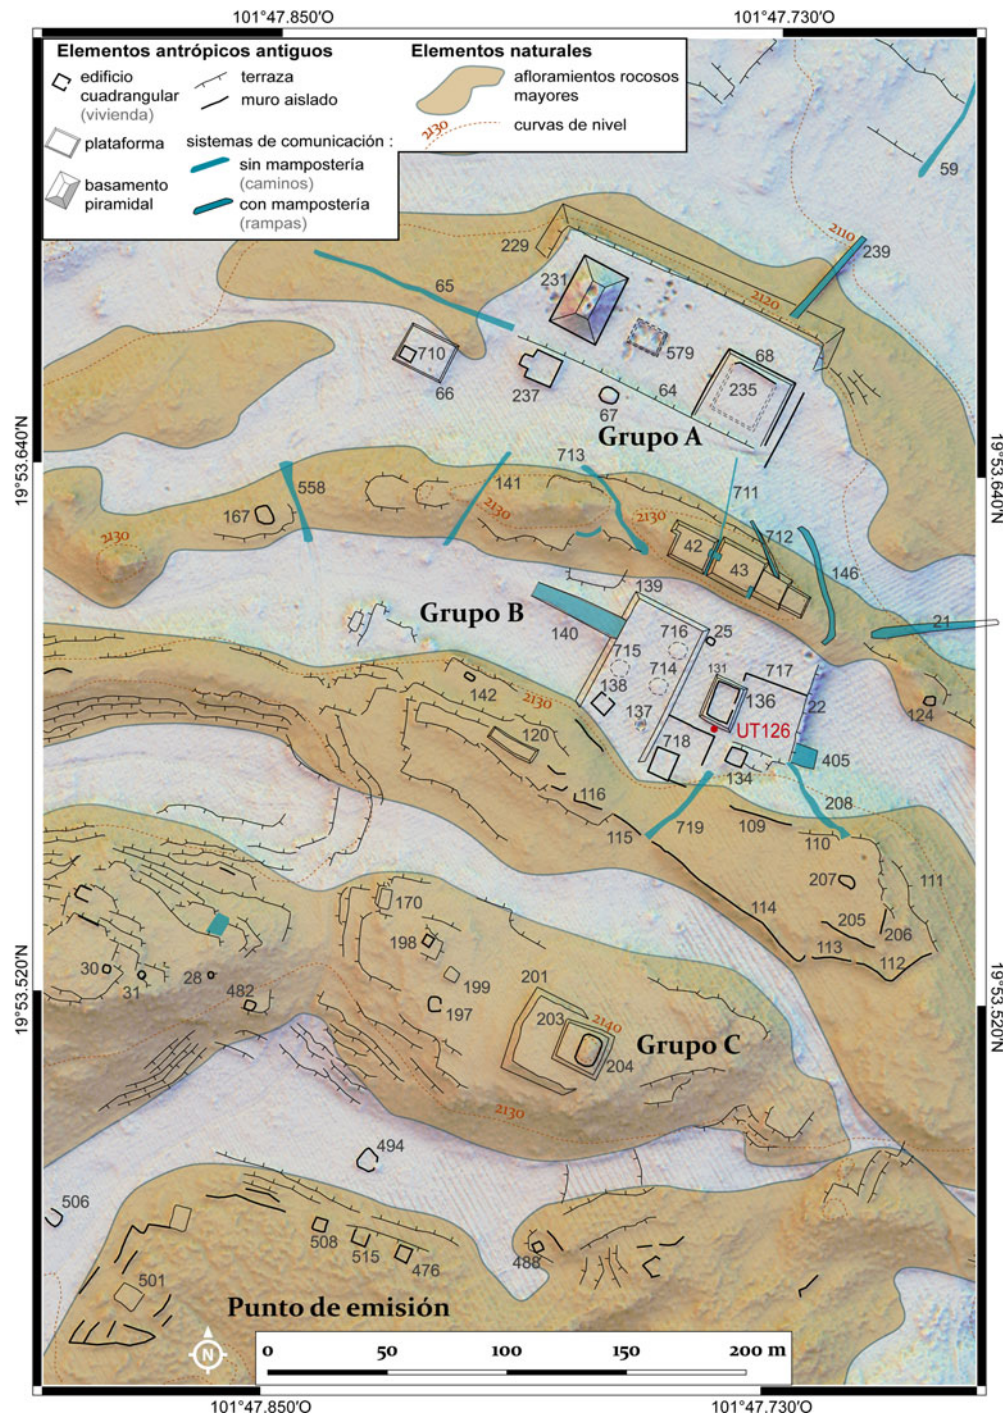 101°47.850'O
101°47.730'O
Elementos antrópicos antiguos
edificio
cuadrangular
(vivienda)
terraza
muro aislado
plataforma
sistemas de comunicación :
sin mampostería
(caminos)
basamento
piramidal
con mampostería
(rampas)
Elementos naturales
afloramientos rocosos
mayores
2130
curvas de nivel
59
2110
239
229
231
65
2120
579
68
710
66
237
67
64
235
Grupo A
19°53.640'N
19°53.640'N
713
711
558
141
167
2130
2130
2130
42
43
712
146
139
21
Grupo B
140
25
716
715
714
131
717
142
2130
138
136
22
124
137
UT126
120
718
134
405
116
208
115
719
109
110
207
111
170
114
205
206
198
113
112
30
31
28
482
199
197
201
203
2140
204
Grupo C
19°53.520'N
19°53.520'N
2130
494
506
508
515
476
488
501
Punto de emisión
N
0 50 100 150 200 m
101°47.850'O
101°47.730'O